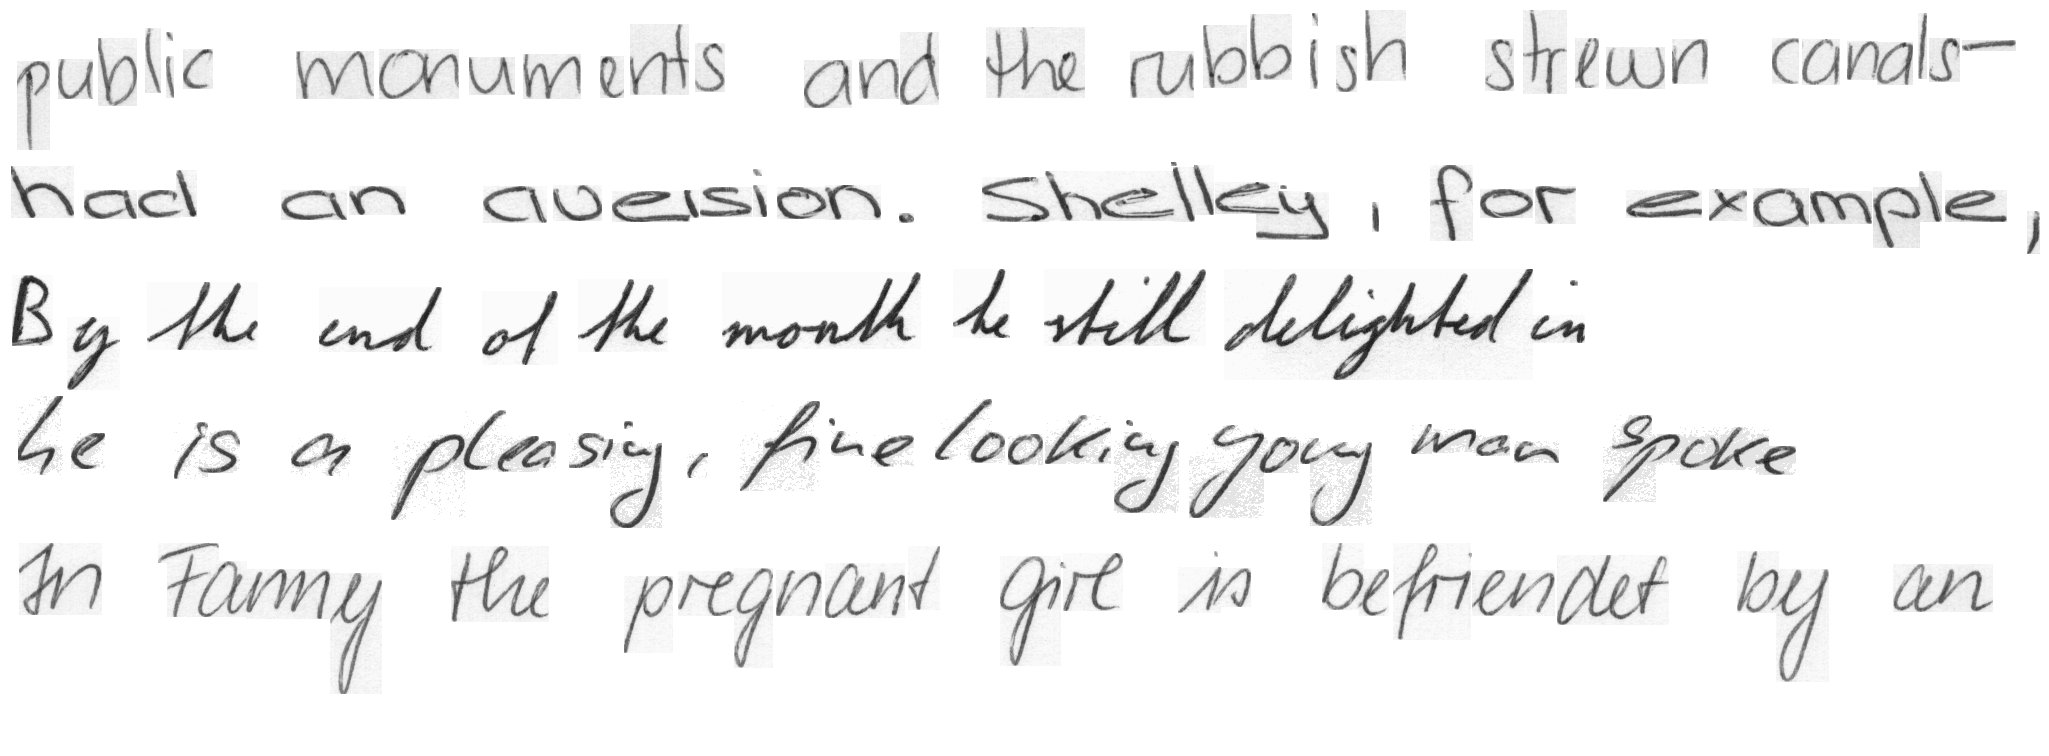 public monuments and the rubbish strewn canals-
had an aversion. Shelley, for example,
By the end of the month he still delighted in
he is a pleasing, fine looking young man spoke
In Fanny the pregnant girl is befriendet by an